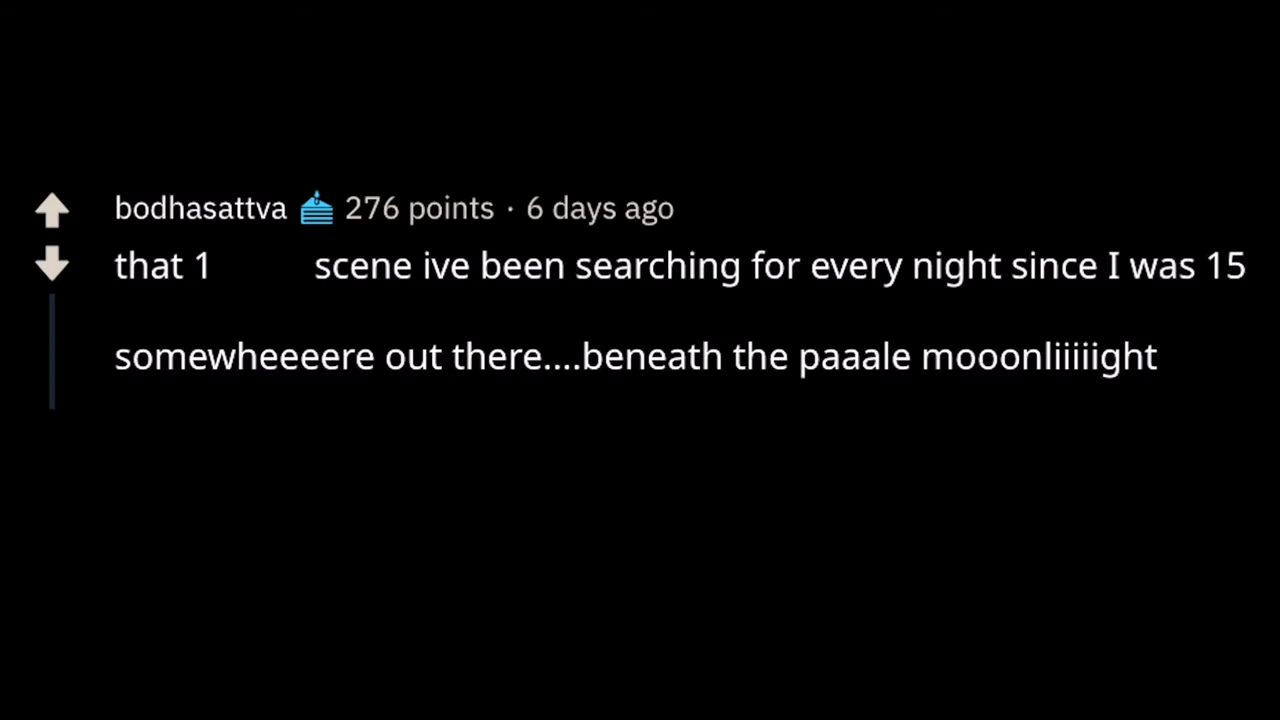 bodhasattva 276 points · 6 days ago
that 1 scene ive been searching for every night since I was 15
somewheeeere out there....beneath the paaale mooonliiiiight